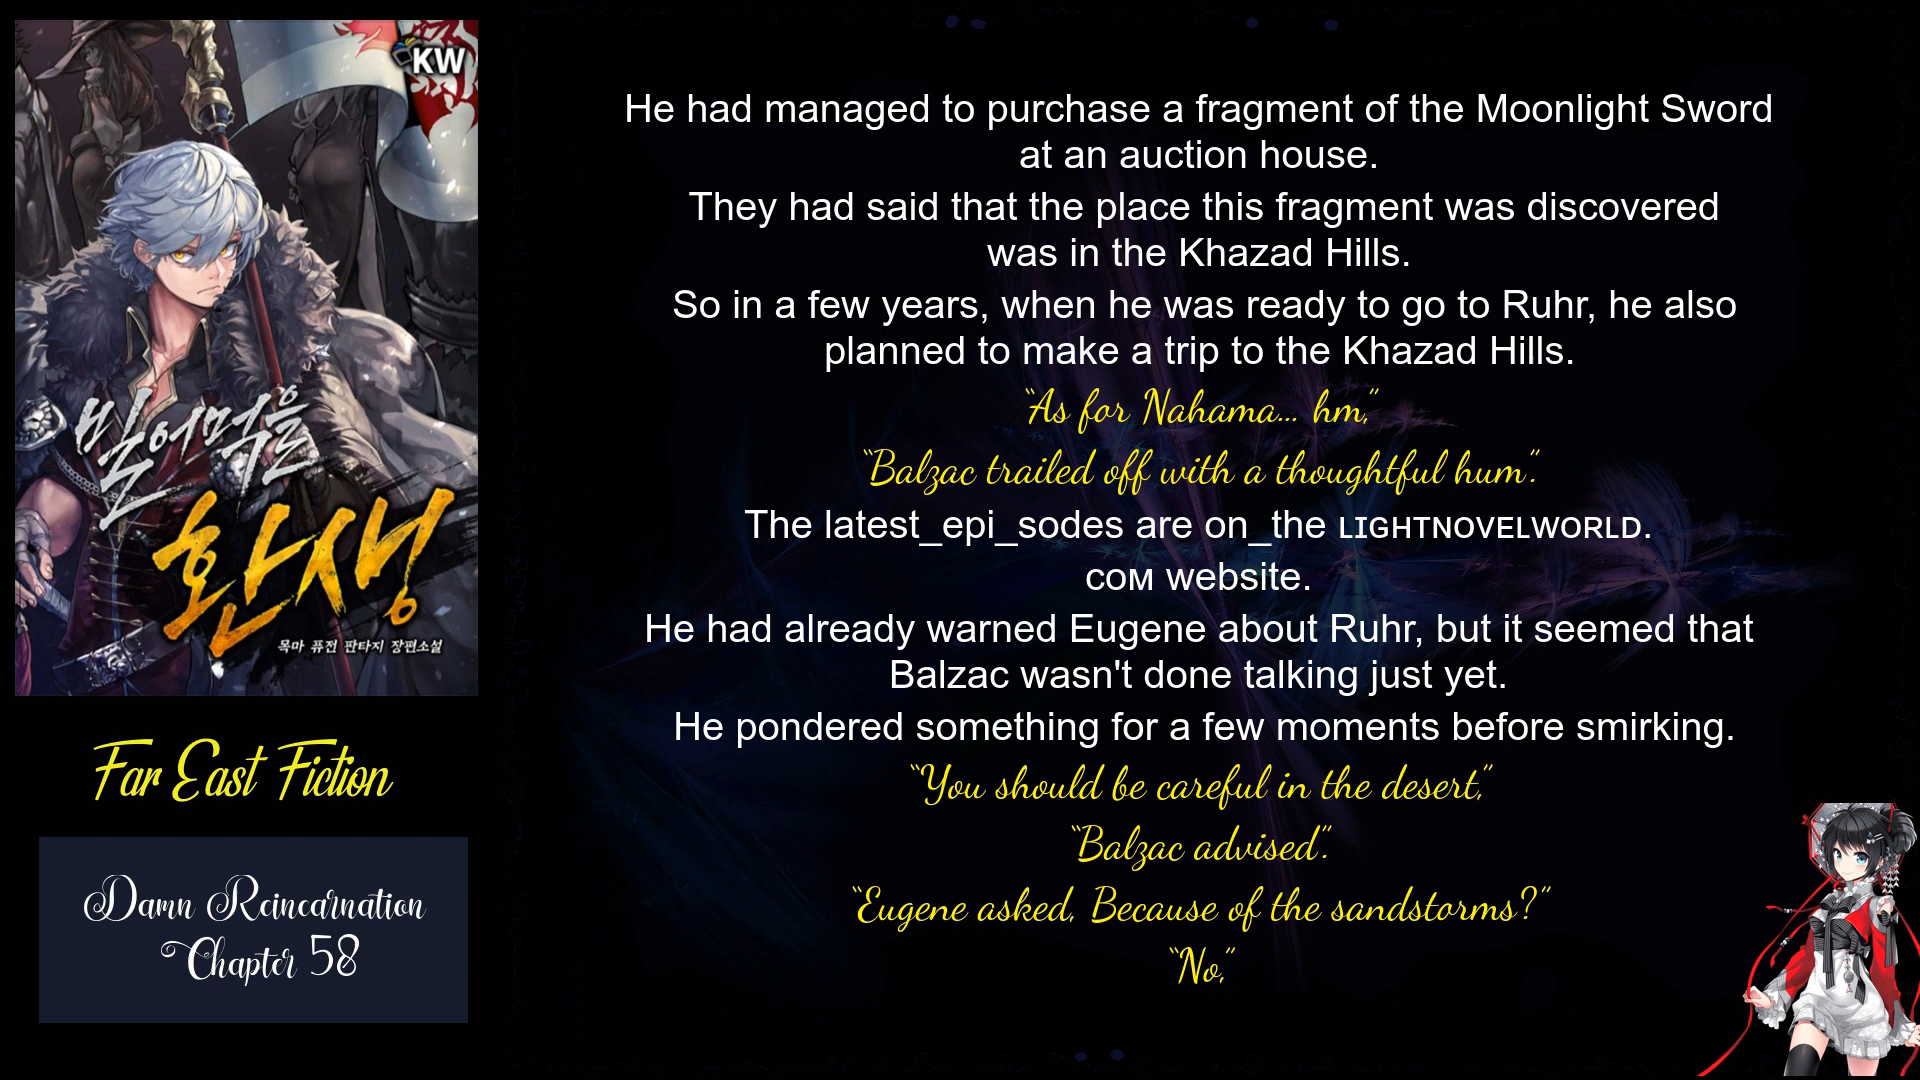 KW
빌어먹을
환생
목마 퓨전 판타지 장편소설
Far East Fiction
Damn Reincarnation
Chapter 58
He had managed to purchase a fragment of the Moonlight Sword
at an auction house.
They had said that the place this fragment was discovered
was in the Khazad Hills.
So in a few years, when he was ready to go to Ruhr, he also
planned to make a trip to the Khazad Hills.
“As for Nahama… hm,”
“Balzac trailed off with a thoughtful hum”.
The latest_epi_sodes are on_the ʟɪɢʜᴛɴᴏᴠᴇʟᴡᴏʀʟᴅ.
ᴄᴏᴍ website.
He had already warned Eugene about Ruhr, but it seemed that
Balzac wasn't done talking just yet.
He pondered something for a few moments before smirking.
“You should be careful in the desert,”
“Balzac advised”.
“Eugene asked, Because of the sandstorms?”
“No,”